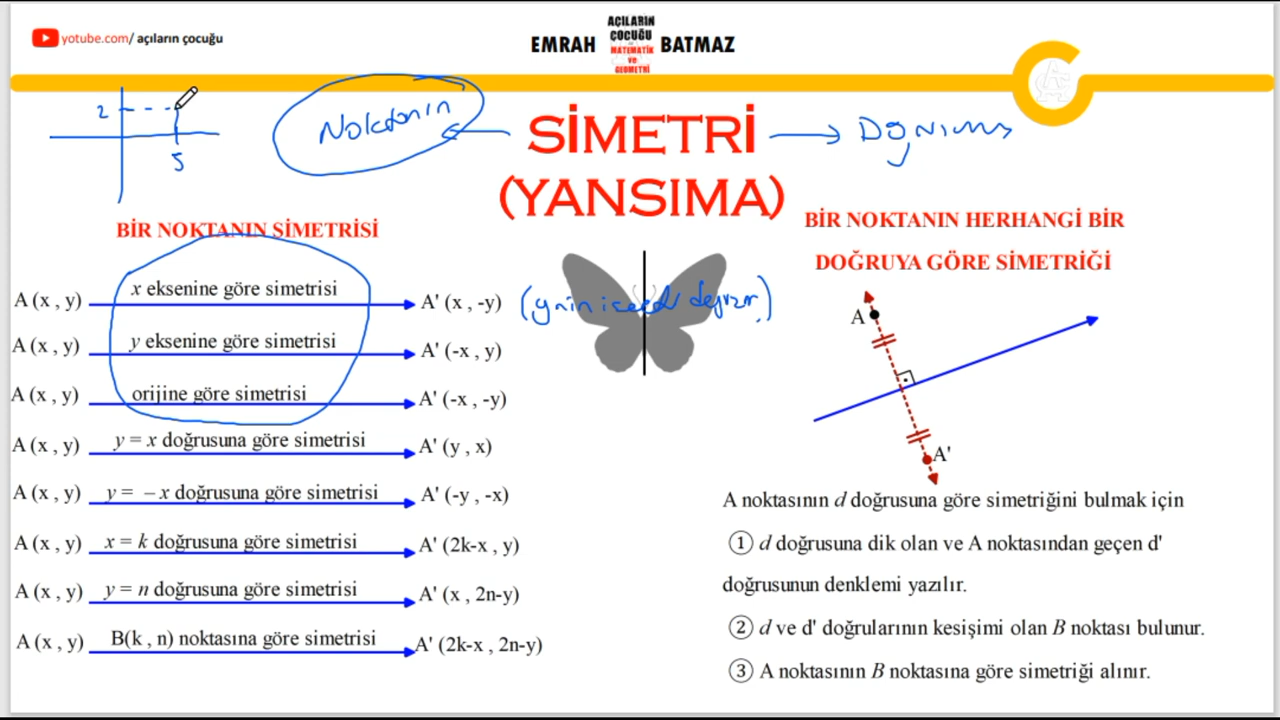 yotube.com/ açıların çocuğu
EMRAH
AÇILARIN
ÇOCUĞU
MATEMATİK
ve
GEOMETRİ
BATMAZ
2
5
Noktanın
SİMETRİ
(YANSIMA)
BİR NOKTANIN SİMETRİSİ
A (x , y) x eksenine göre simetrisi A' (x , -y) (y nin işareti değişir.)
A (x , y) y eksenine göre simetrisi A' (-x , y)
A (x , y) orijine göre simetrisi A' (-x , -y)
A (x , y) y = x doğrusuna göre simetrisi A' (y , x)
A (x , y) y = – x doğrusuna göre simetrisi A' (-y , -x)
A (x , y) x = k doğrusuna göre simetrisi A' (2k-x , y)
A (x , y) y = n doğrusuna göre simetrisi A' (x , 2n-y)
A (x , y) B(k , n) noktasına göre simetrisi A' (2k-x , 2n-y)
BİR NOKTANIN HERHANGİ BİR
DOĞRUYA GÖRE SİMETRİĞİ
A
A'
A noktasının d doğrusuna göre simetriğini bulmak için
① d doğrusuna dik olan ve A noktasından geçen d'
doğrusunun denklemi yazılır.
② d ve d' doğrularının kesişimi olan B noktası bulunur.
③ A noktasının B noktasına göre simetriği alınır.